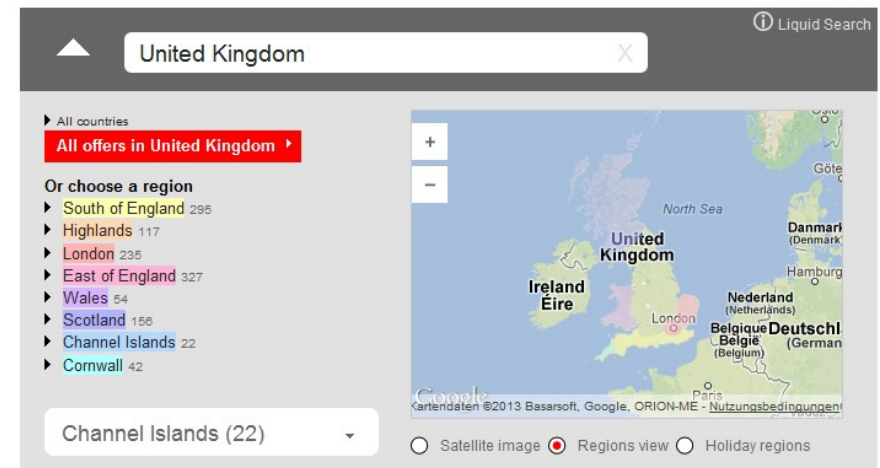 Liquid Search
United Kingdom X
All countries
All offers in United Kingdom
Or choose a region
South of England 295
Highlands 117
London 235
East of England 327
Wales 54
Scotland 156
Channel Islands 22
Cornwall 42
Channel Islands (22)
+
−
Oslo
Göte
North Sea
Danmark
(Denmark)
United
Kingdom
Hamburg
Ireland
Éire
Nederland
(Netherlands)
London
Belgique
België
(Belgium)
Deutschl
(German
Paris
Google
Kartendaten ©2013 Basarsoft, Google, ORION-ME - Nutzungsbedingungen
Satellite image Regions view Holiday regions